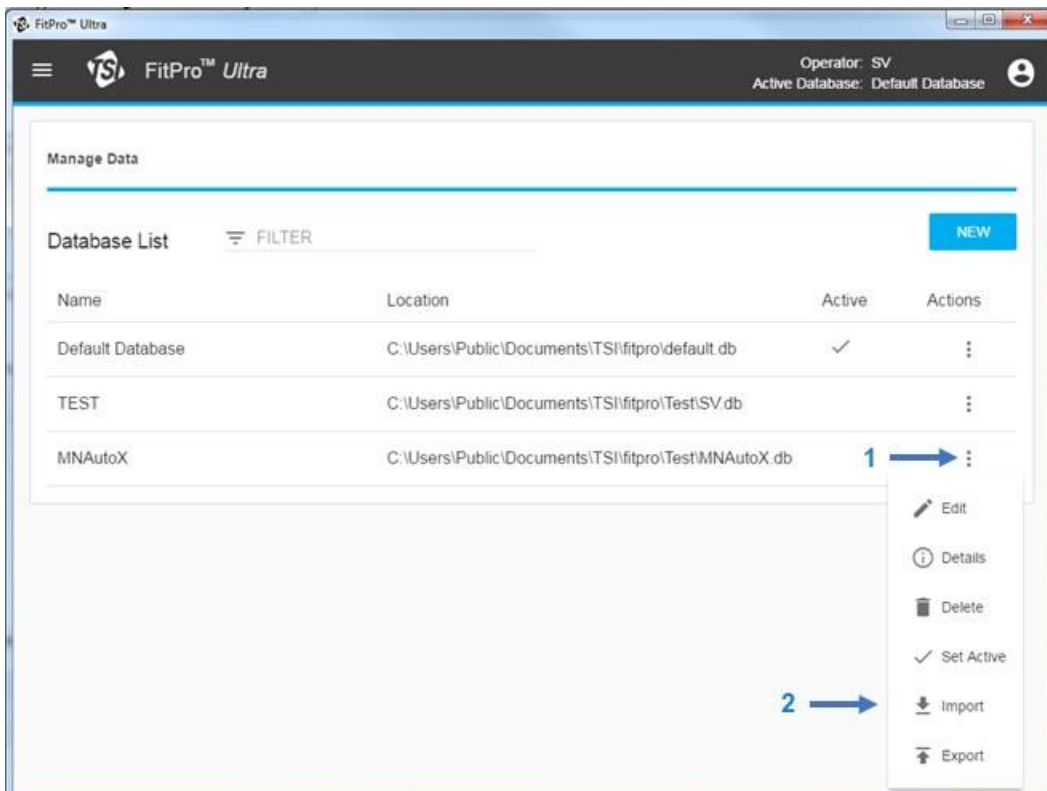 FitPro™ Ultra
TSI FitPro™ Ultra
Operator: SV
Active Database: Default Database
Manage Data
Database List FILTER NEW
Name Location Active Actions
Default Database C:\Users\Public\Documents\TSI\fitpro\default.db
TEST C:\Users\Public\Documents\TSI\fitpro\Test\SV.db
MNAutoX C:\Users\Public\Documents\TSI\fitpro\Test\MNAutoX.db 1
Edit
Details
Delete
Set Active
2 Import
Export